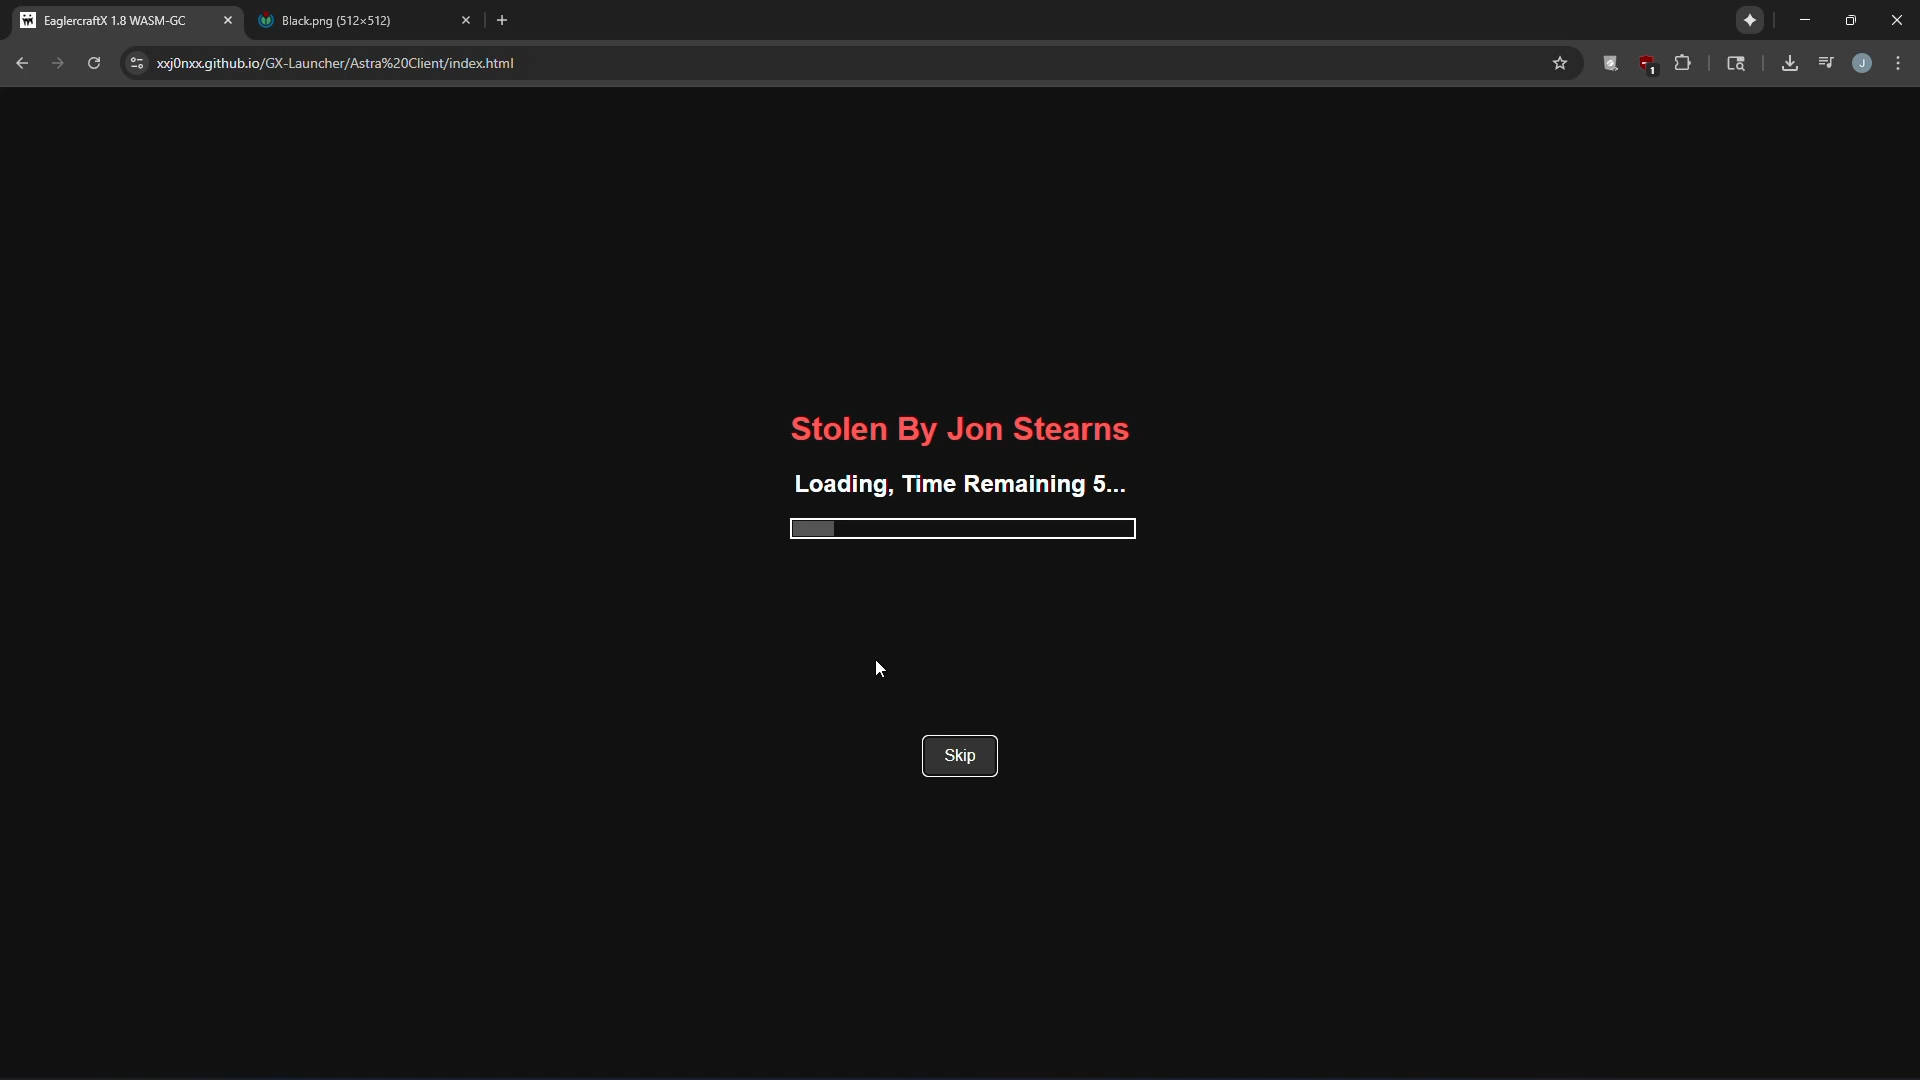 EaglercraftX 1.8 WASM-GC
Black.png (512×512)
xxj0nxx.github.io/GX-Launcher/Astra%20Client/index.html
1
J
Stolen By Jon Stearns
Loading, Time Remaining 5...
Skip